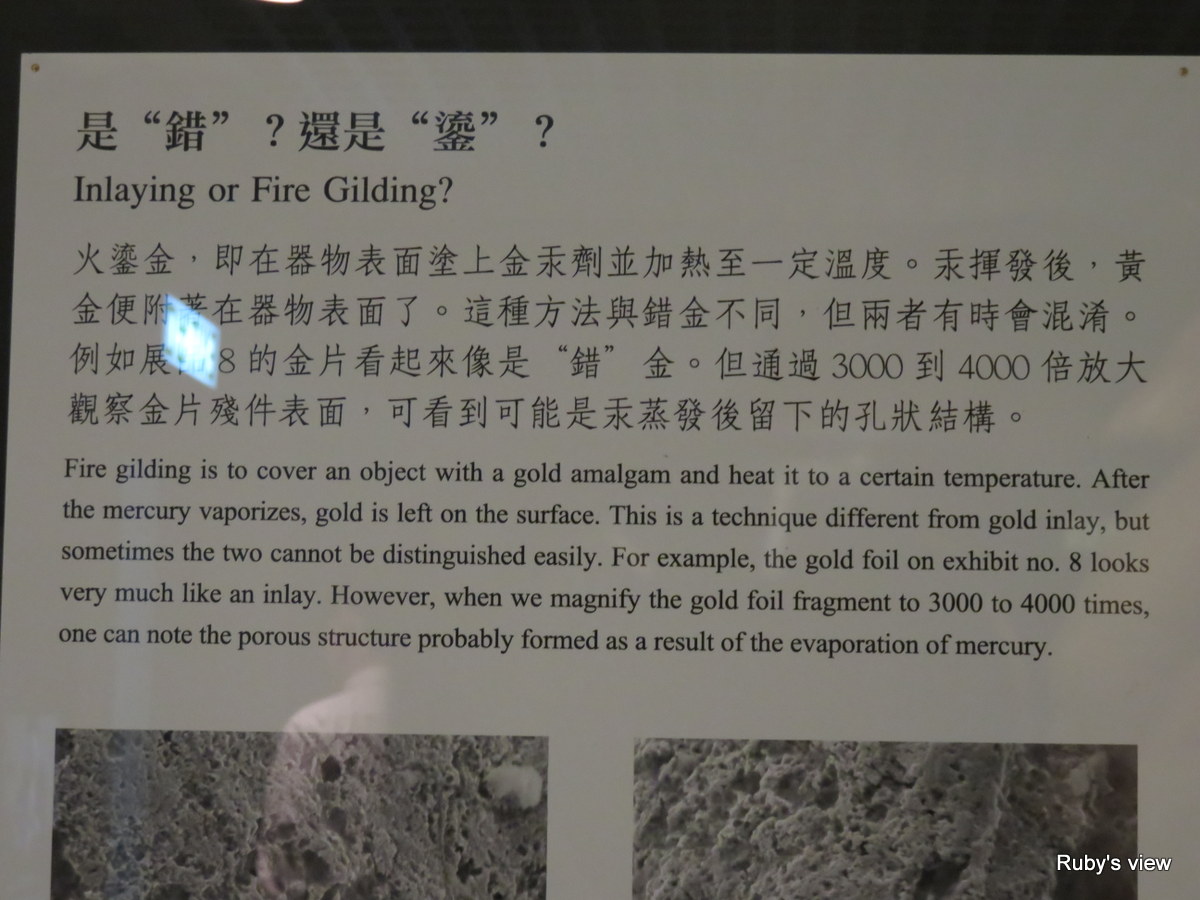 是“錯”？還是“鎏”？
Inlaying or Fire Gilding?
火鎏金，即在器物表面塗上金汞劑並加熱至一定溫度。汞揮發後，黃
金便附著在器物表面了。這種方法與錯金不同，但兩者有時會混淆。
例如展 8 的金片看起來像是“錯”金。但通過 3000 到 4000 倍放大
觀察金片殘件表面，可看到可能是汞蒸發後留下的孔狀結構。
Fire gilding is to cover an object with a gold amalgam and heat it to a certain temperature. After
the mercury vaporizes, gold is left on the surface. This is a technique different from gold inlay, but
sometimes the two cannot be distinguished easily. For example, the gold foil on exhibit no. 8 looks
very much like an inlay. However, when we magnify the gold foil fragment to 3000 to 4000 times,
one can note the porous structure probably formed as a result of the evaporation of mercury.
Ruby's view